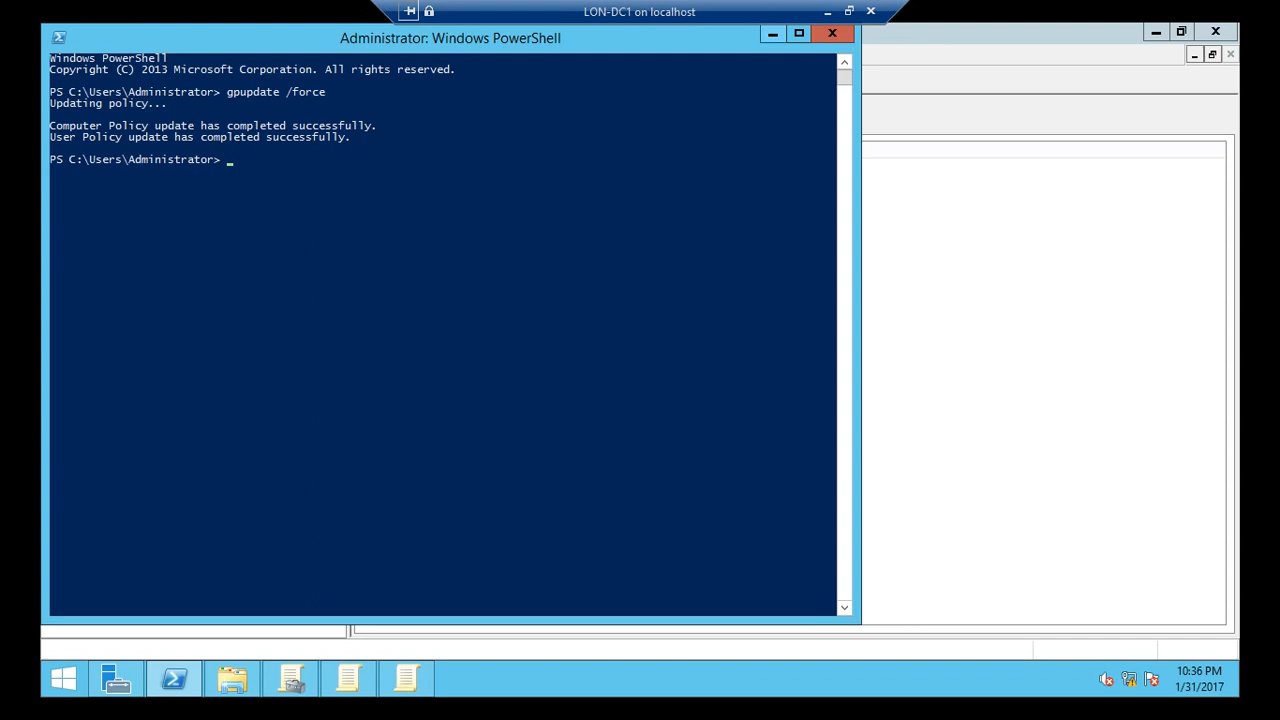 LON-DC1 on localhost
Administrator: Windows PowerShell
Windows PowerShell
Copyright (C) 2013 Microsoft Corporation. All rights reserved.
PS C:\Users\Administrator> gpupdate /force
Updating policy...
Computer Policy update has completed successfully.
User Policy update has completed successfully.
PS C:\Users\Administrator> _
10:36 PM
1/31/2017